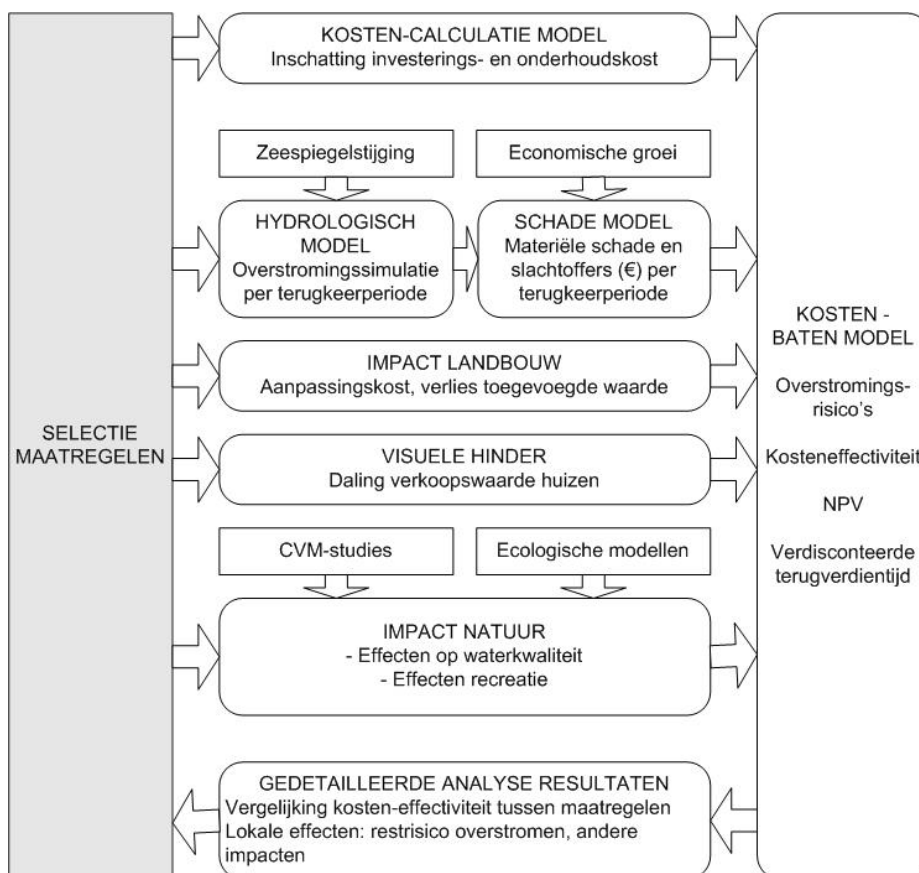 KOSTEN-CALCULATIE MODEL
Inschatting investerings- en onderhoudskost
Zeespiegelstijging
Economische groei
HYDROLOGISCH
MODEL
Overstromingssimulatie
per terugkeerperiode
SCHADE MODEL
Materiële schade en
slachtoffers (€) per
terugkeerperiode
IMPACT LANDBOUW
Aanpassingskost, verlies toegevoegde waarde
SELECTIE
MAATREGELEN
VISUELE HINDER
Daling verkoopswaarde huizen
CVM-studies
Ecologische modellen
IMPACT NATUUR
- Effecten op waterkwaliteit
- Effecten recreatie
KOSTEN -
BATEN MODEL
Overstromings-
risico's
Kosteneffectiviteit
NPV
Verdisconteerde
terugverdientijd
GEDETAILLEERDE ANALYSE RESULTATEN
Vergelijking kosten-effectiviteit tussen maatregelen
Lokale effecten: restrisico overstromen, andere
impacten